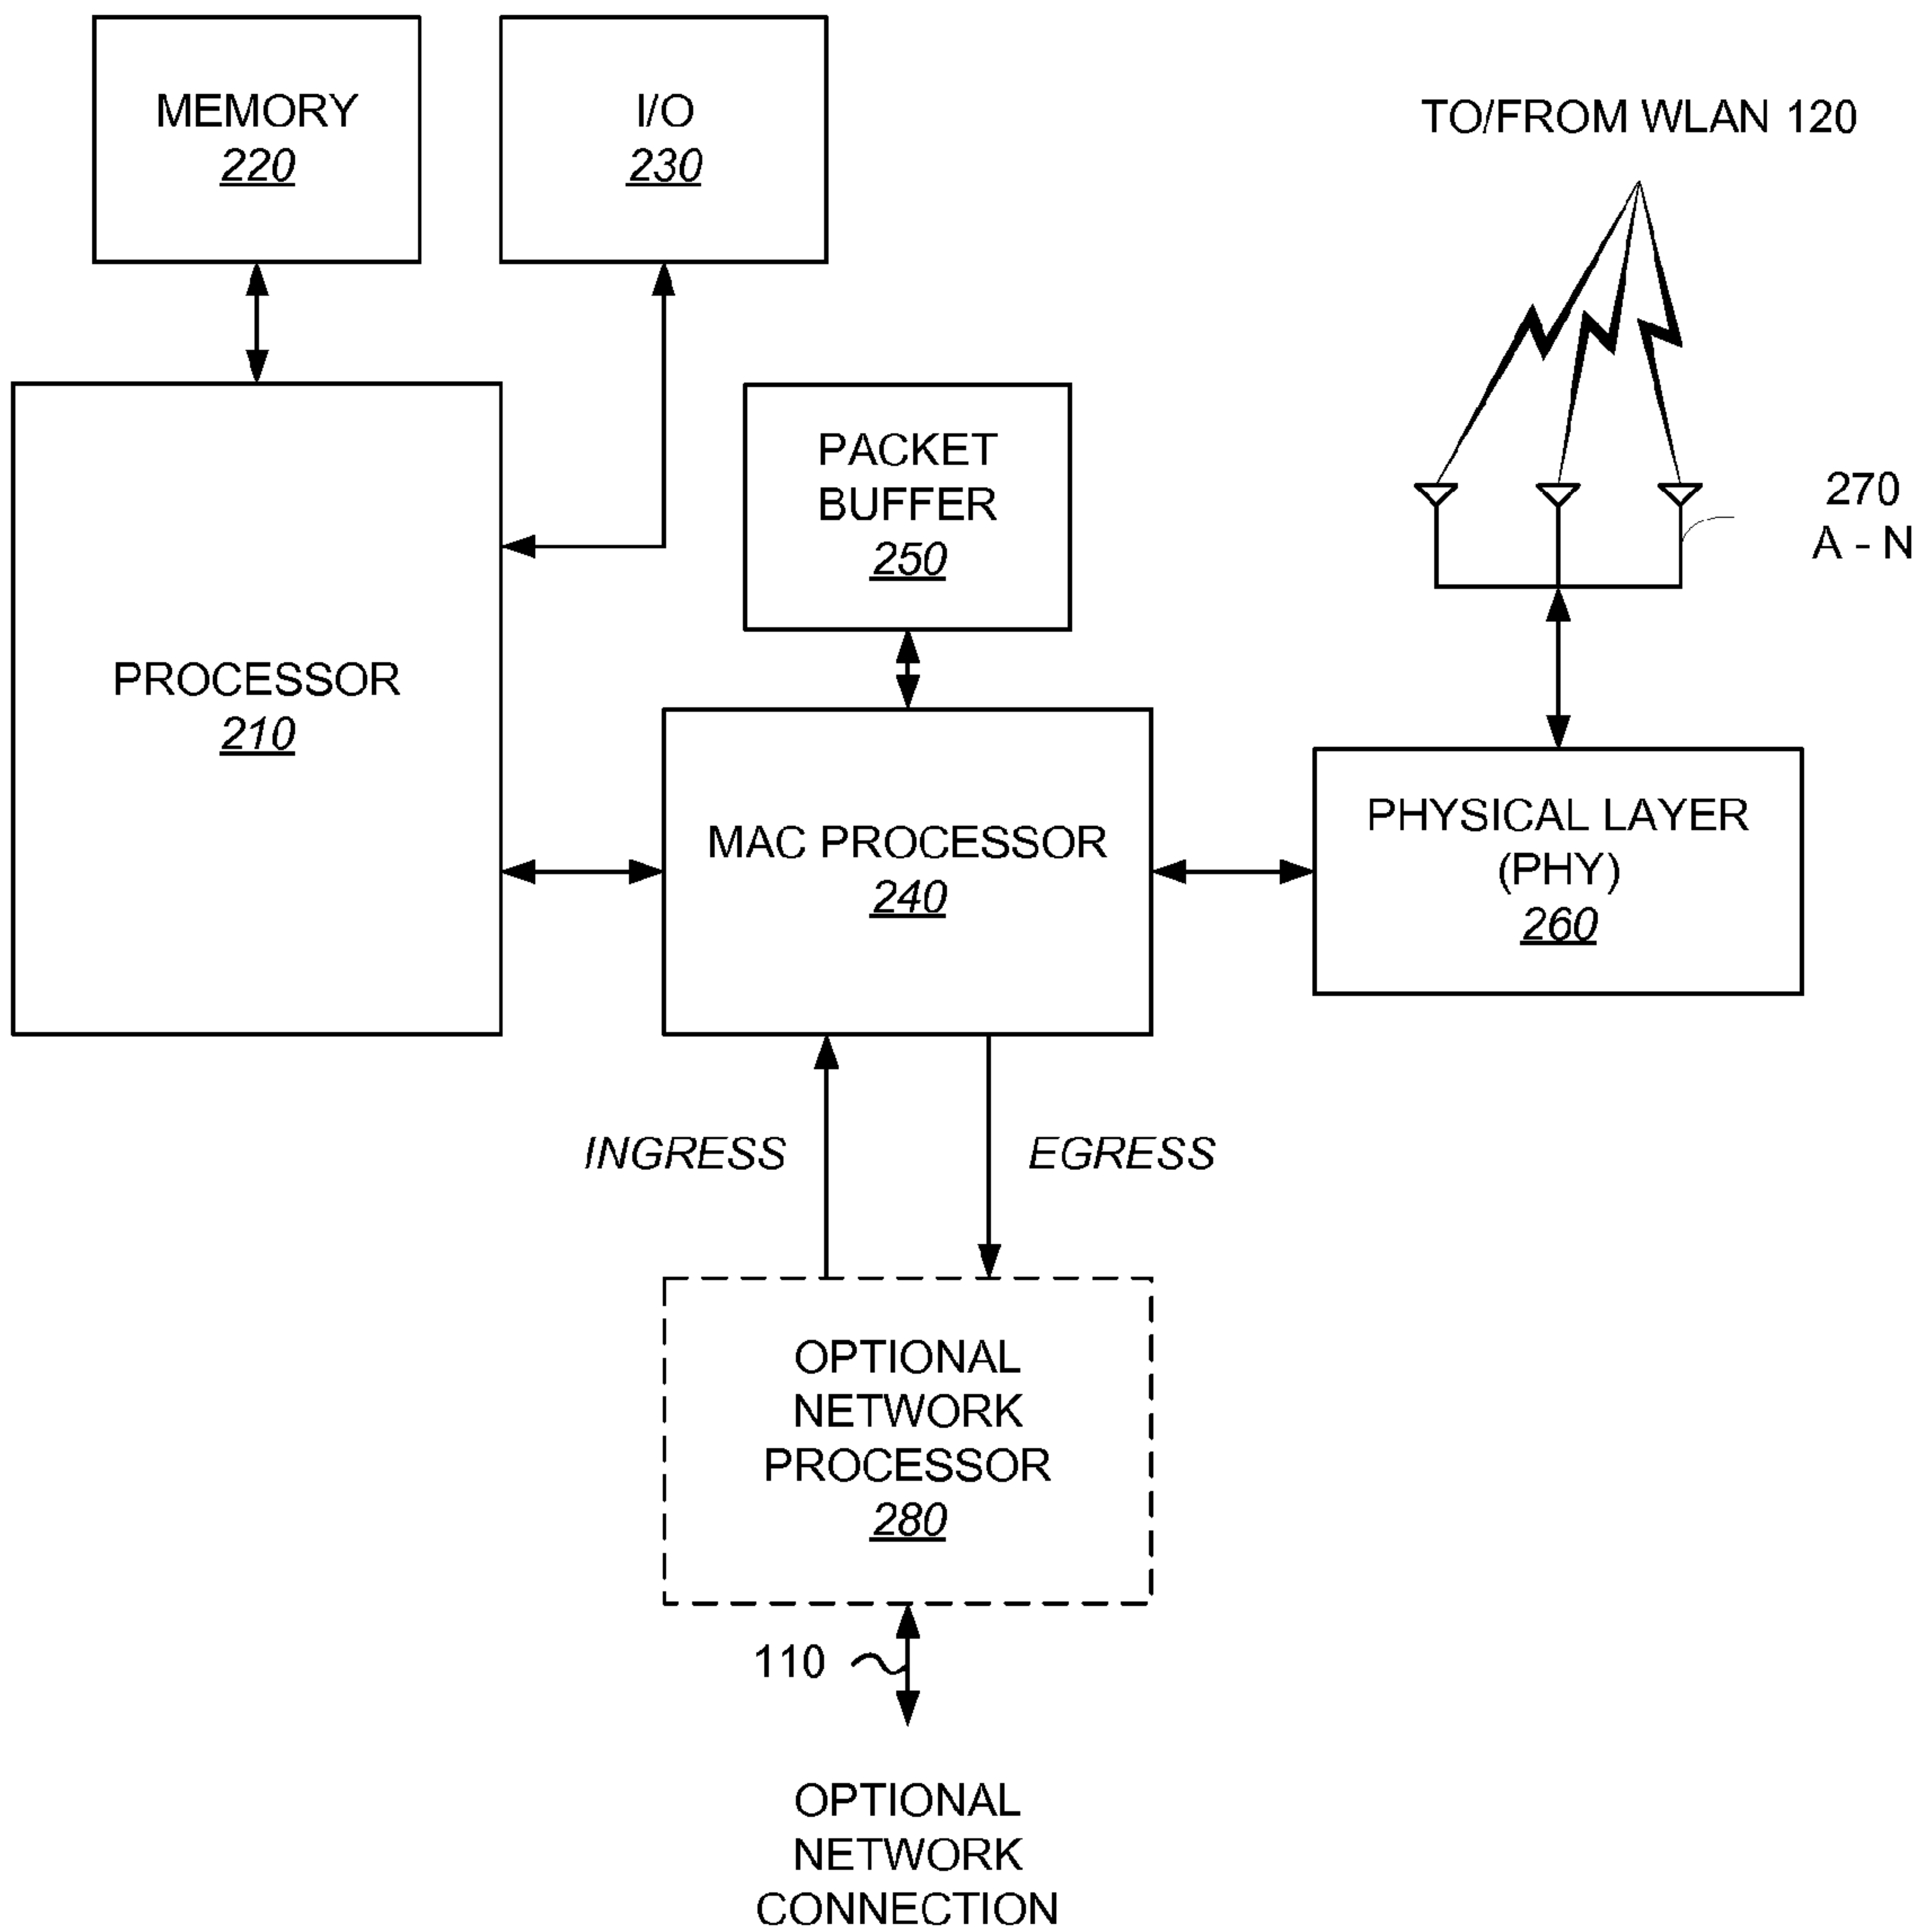 MEMORY
220
I/O
230
TO/FROM WLAN 120
PACKET
BUFFER
250
270
A - N
PROCESSOR
210
MAC PROCESSOR
240
PHYSICAL LAYER
(PHY)
260
INGRESS
EGRESS
OPTIONAL
NETWORK
PROCESSOR
280
110
OPTIONAL
NETWORK
CONNECTION